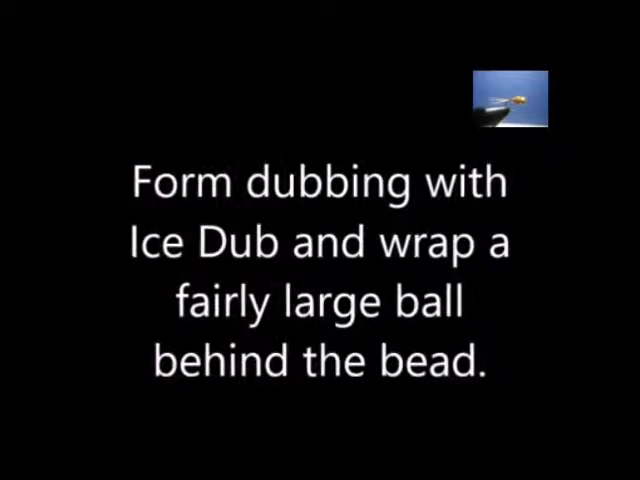 Form dubbing with
Ice Dub and wrap a
fairly large ball
behind the bead.